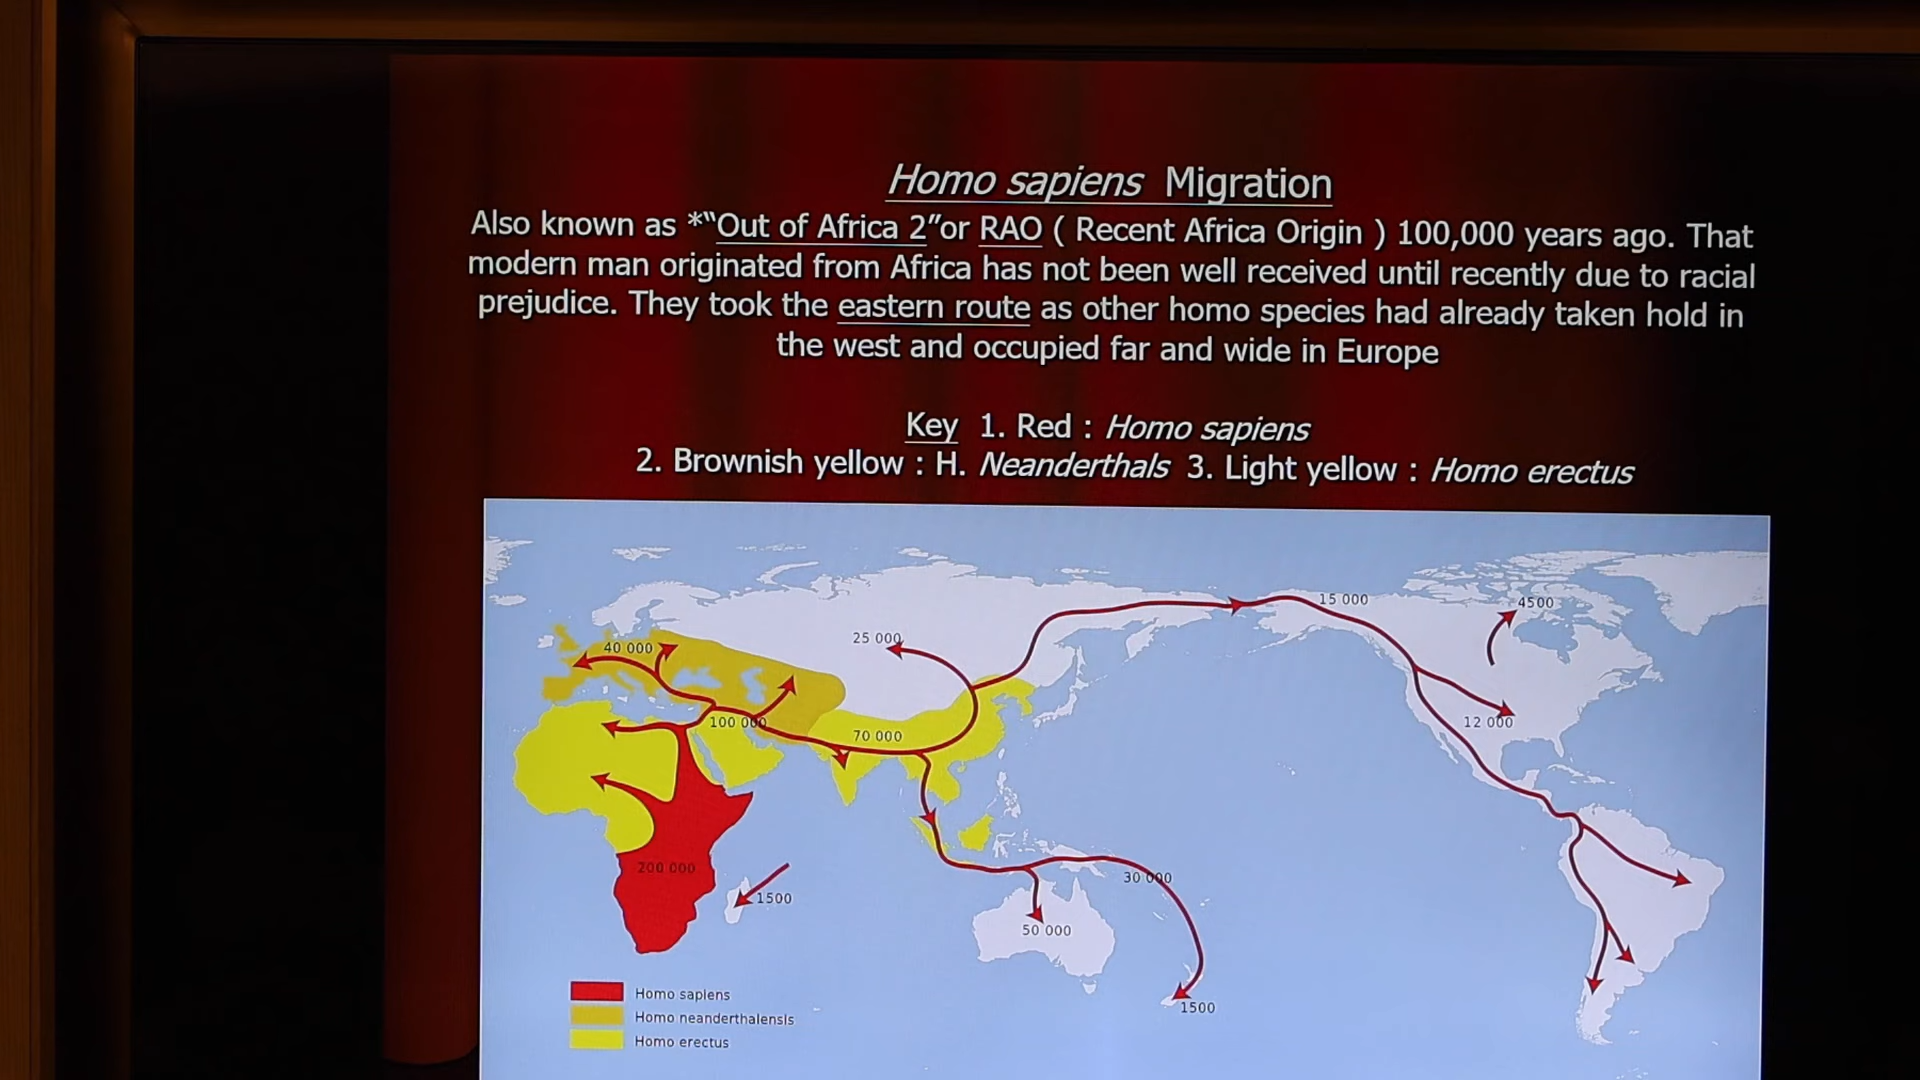 Homo sapiens Migration
Also known as *"Out of Africa 2"or RAO ( Recent Africa Origin ) 100,000 years ago. That
modern man originated from Africa has not been well received until recently due to racial
prejudice. They took the eastern route as other homo species had already taken hold in
the west and occupied far and wide in Europe
Key 1. Red : Homo sapiens
2. Brownish yellow : H. Neanderthals 3. Light yellow : Homo erectus
15 000
4500
25 000
40 000
100 000
12 000
70 000
200 000
30 000
1500
50 000
1500
Homo sapiens
Homo neanderthalensis
Homo erectus